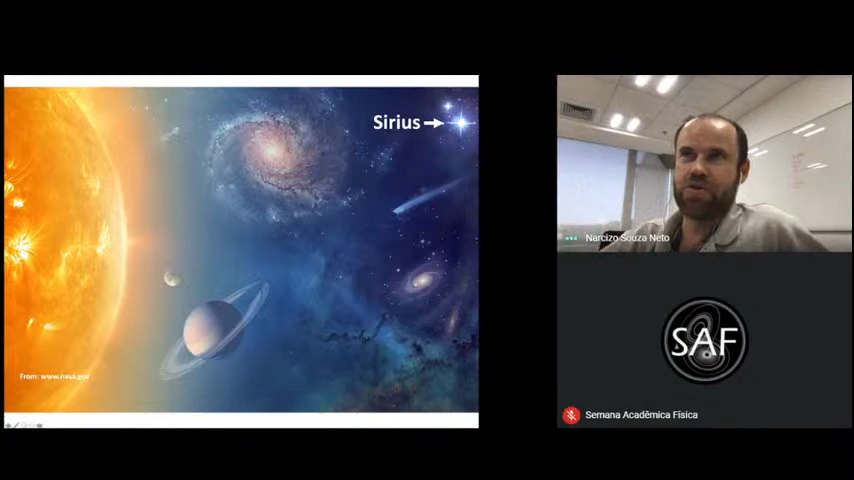 Sirius
From: www.nasa.gov
Narcizo Souza Neto
SAF
Semana Acadêmica Física